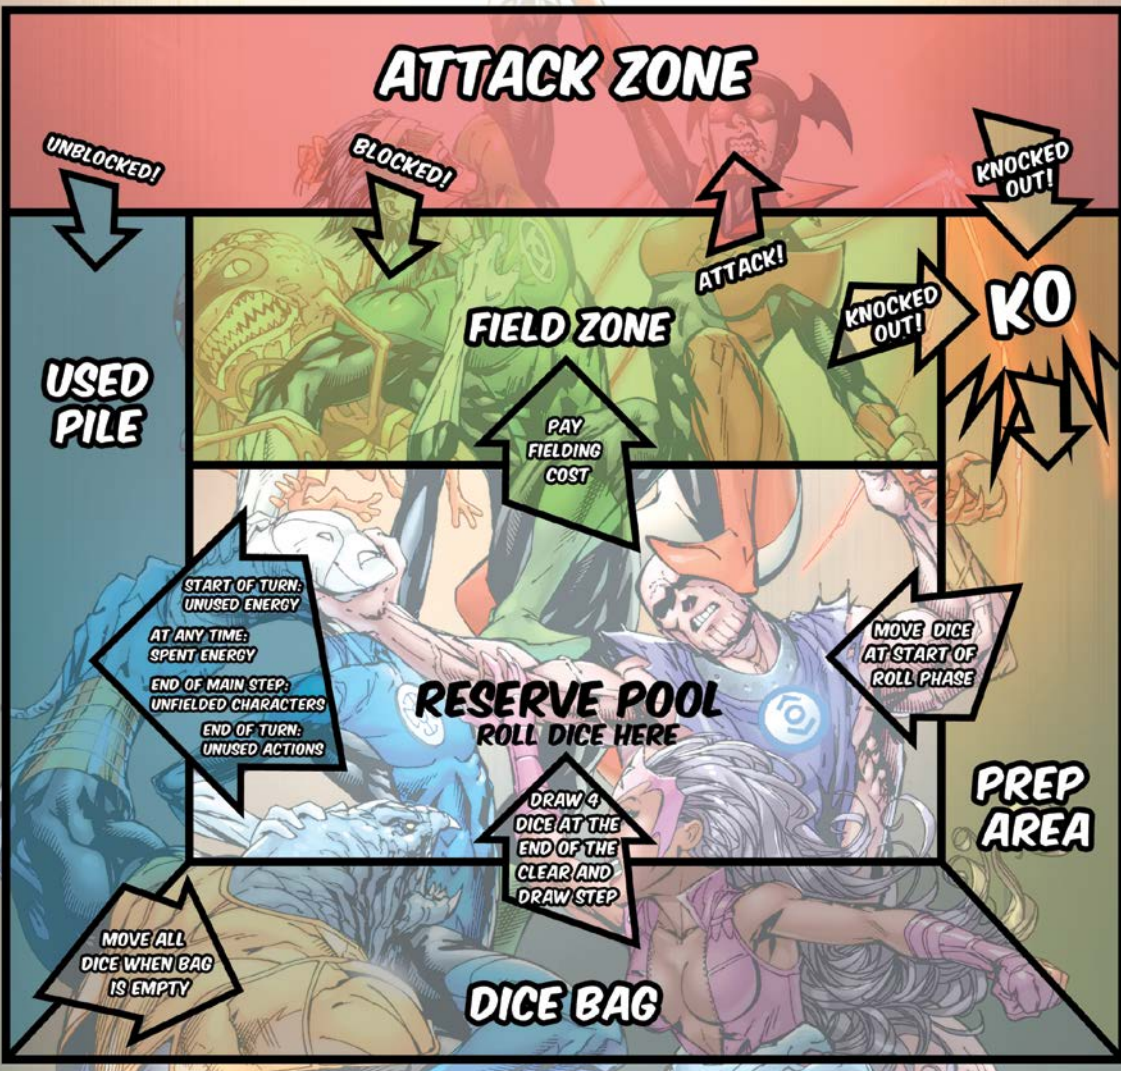 ATTACK ZONE
UNBLOCKED!
BLOCKED!
ATTACK!
KNOCKED
OUT!
KNOCKED
OUT!
KO
USED
PILE
FIELD ZONE
PAY
FIELDING
COST
START OF TURN:
UNUSED ENERGY
AT ANY TIME:
SPENT ENERGY
END OF MAIN STEP:
UNFIELDED CHARACTERS
END OF TURN:
UNUSED ACTIONS
RESERVE POOL
ROLL DICE HERE
MOVE DICE
AT START OF
ROLL PHASE
PREP
AREA
DRAW 4
DICE AT THE
END OF THE
CLEAR AND
DRAW STEP
MOVE ALL
DICE WHEN BAG
IS EMPTY
DICE BAG